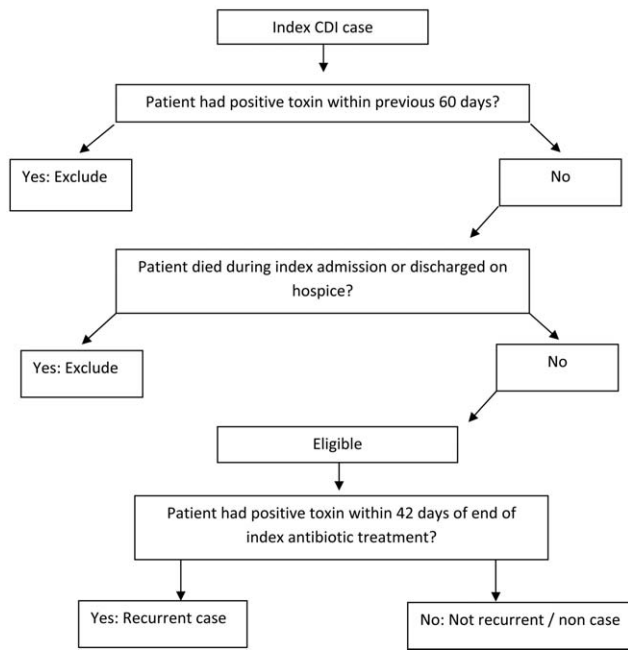 Index CDI case
Patient had positive toxin within previous 60 days?
Yes: Exclude
No
Patient died during index admission or discharged on
hospice?
Yes: Exclude
No
Eligible
Patient had positive toxin within 42 days of end of
index antibiotic treatment?
Yes: Recurrent case
No: Not recurrent / non case